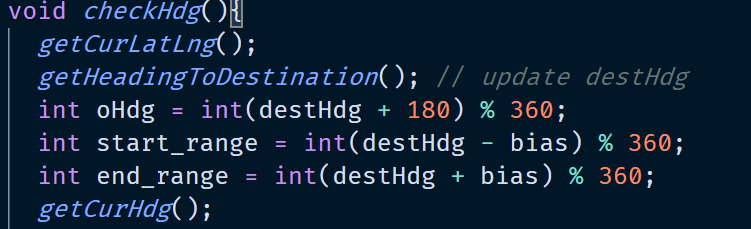 void checkHdg(){
getCurLatLng();
getHeadingToDestination(); // update destHdg
int oHdg = int(destHdg + 180) % 360;
int start_range = int(destHdg - bias) % 360;
int end_range = int(destHdg + bias) % 360;
getCurHdg();